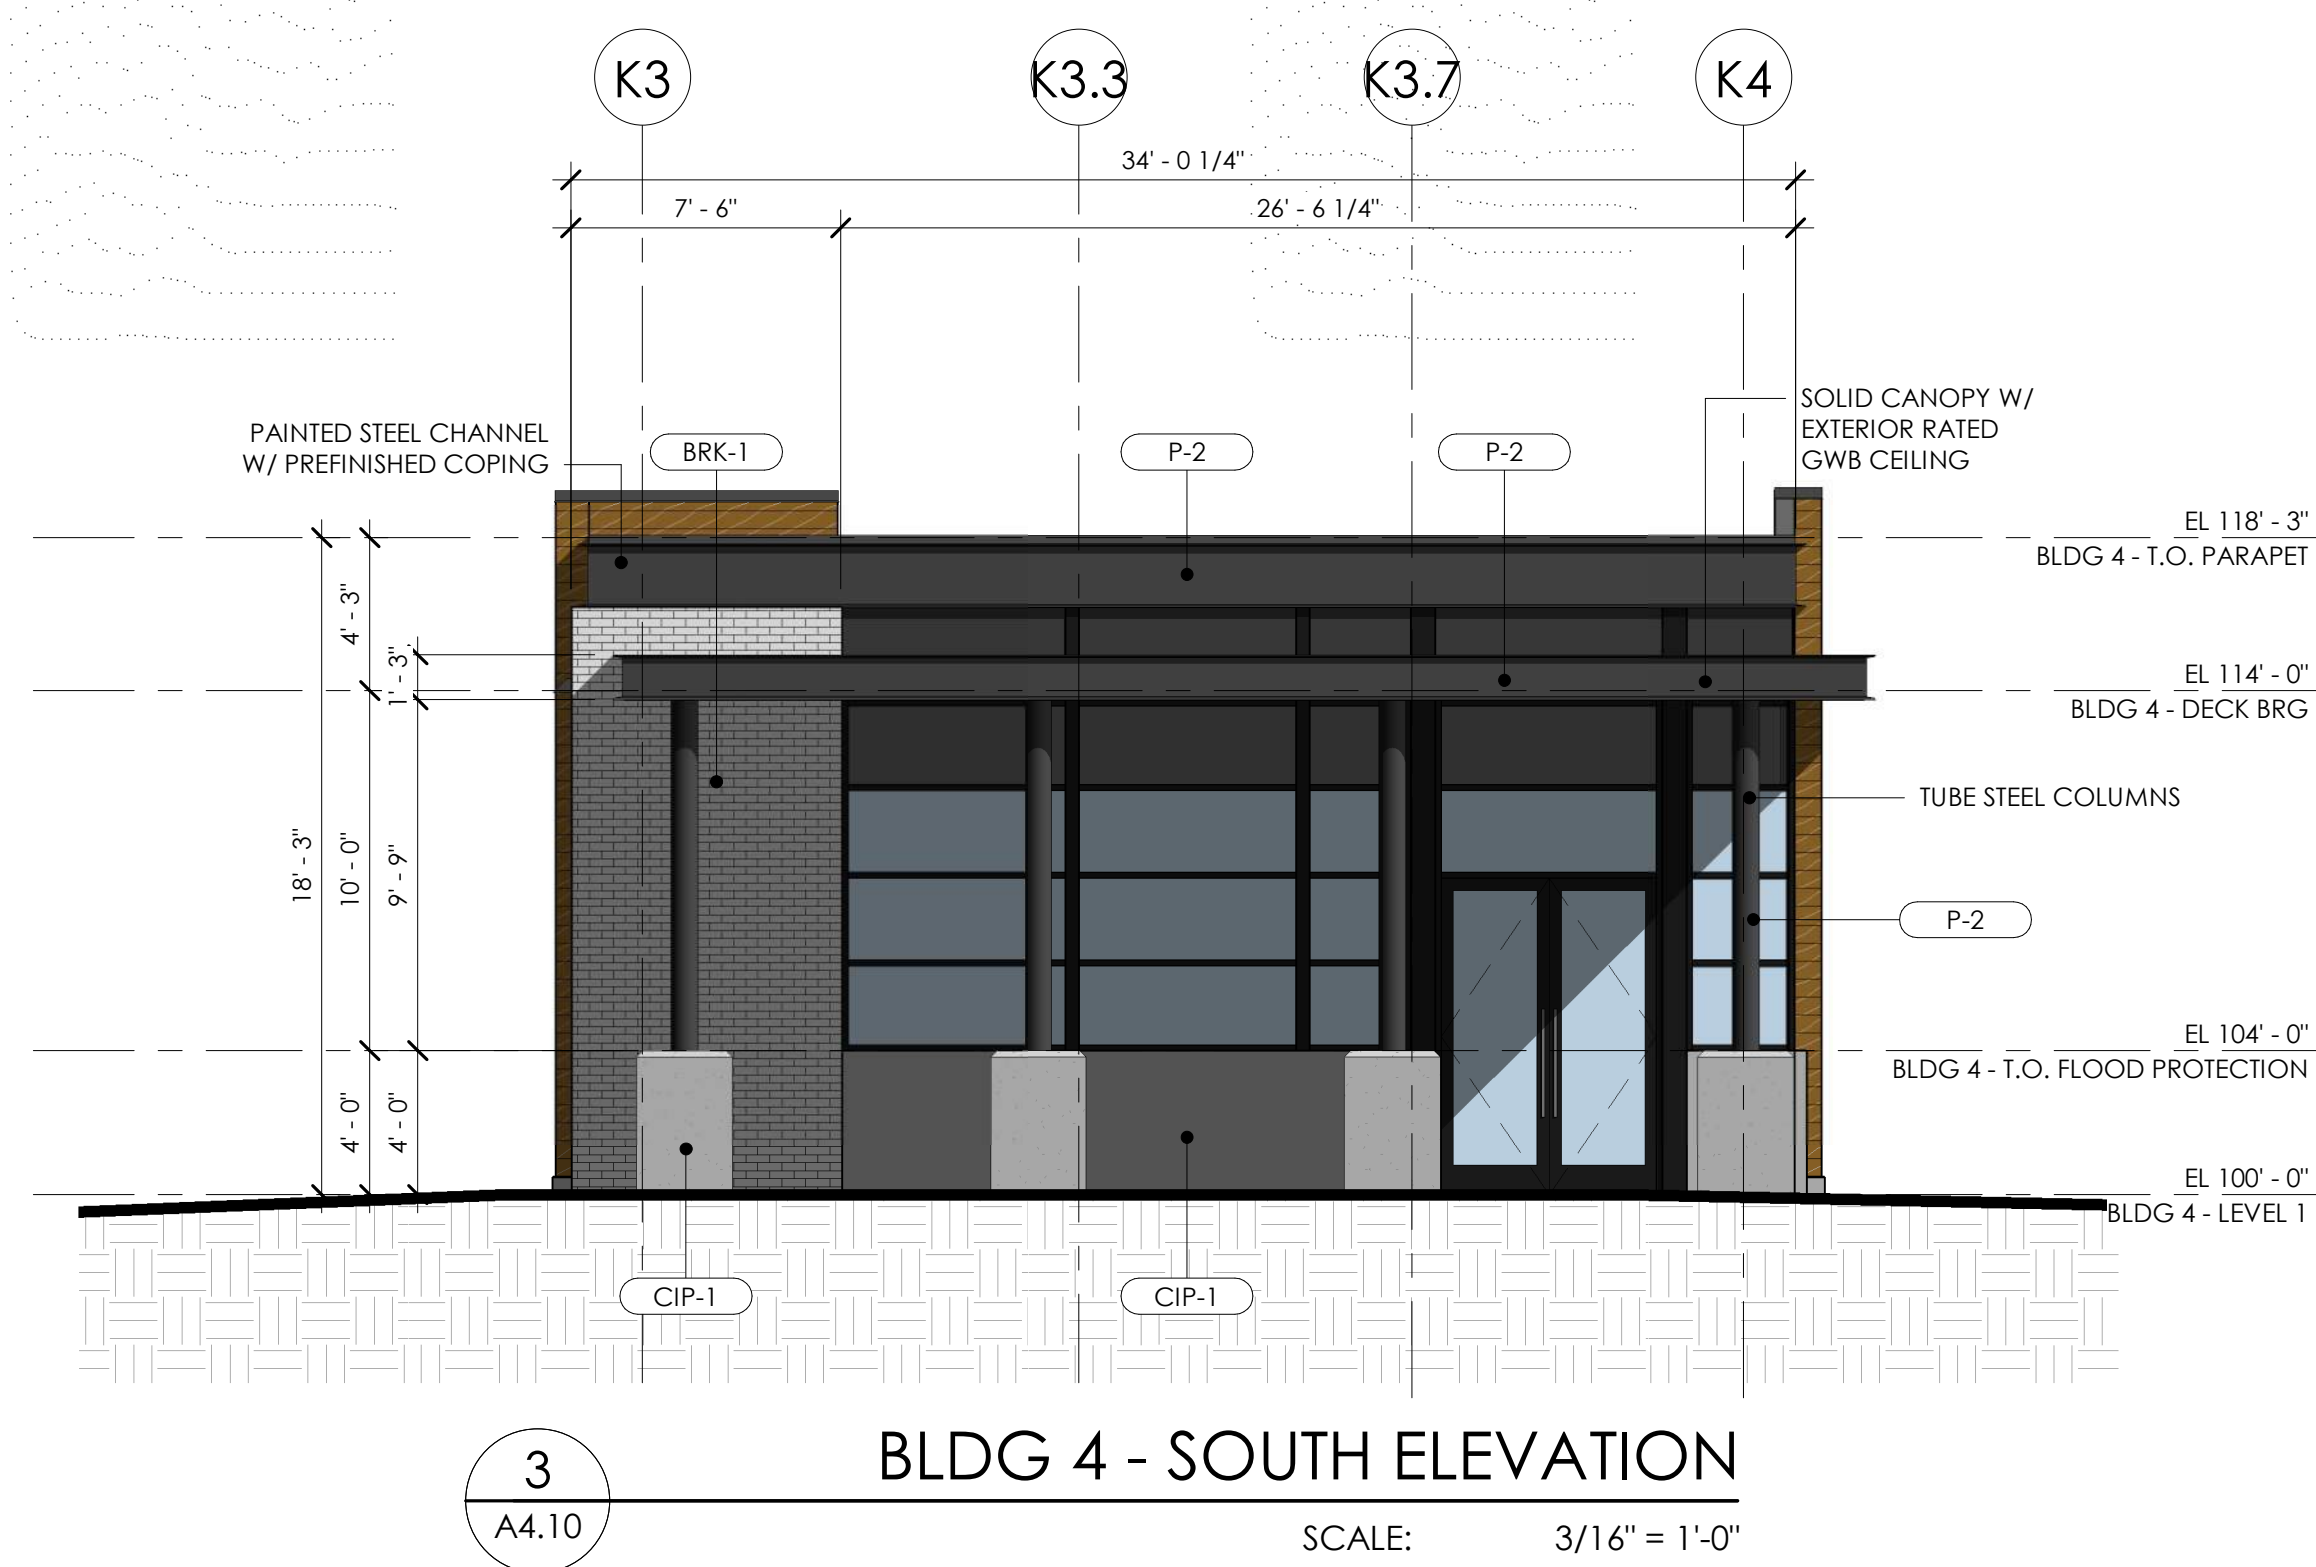 K3
K3.3
K3.7
K4
34' - 0 1/4"
7' - 6"
26' - 6 1/4"
PAINTED STEEL CHANNEL
W/ PREFINISHED COPING
BRK-1
P-2
P-2
SOLID CANOPY W/
EXTERIOR RATED
GWB CEILING
EL 118' - 3"
BLDG 4 - T.O. PARAPET
4' - 3"
1' - 3"
EL 114' - 0"
BLDG 4 - DECK BRG
TUBE STEEL COLUMNS
18' - 3"
10' - 0"
9' - 9"
P-2
EL 104' - 0"
BLDG 4 - T.O. FLOOD PROTECTION
4' - 0"
4' - 0"
EL 100' - 0"
BLDG 4 - LEVEL 1
CIP-1
CIP-1
3
A4.10
BLDG 4 - SOUTH ELEVATION
SCALE: 3/16" = 1'-0"